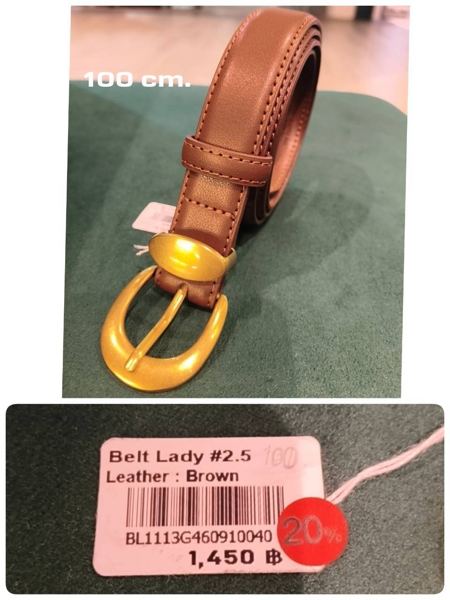 100 cm.
Belt Lady #2.5 100
Leather : Brown
BL1113G460910040
20%
1,450 ฿